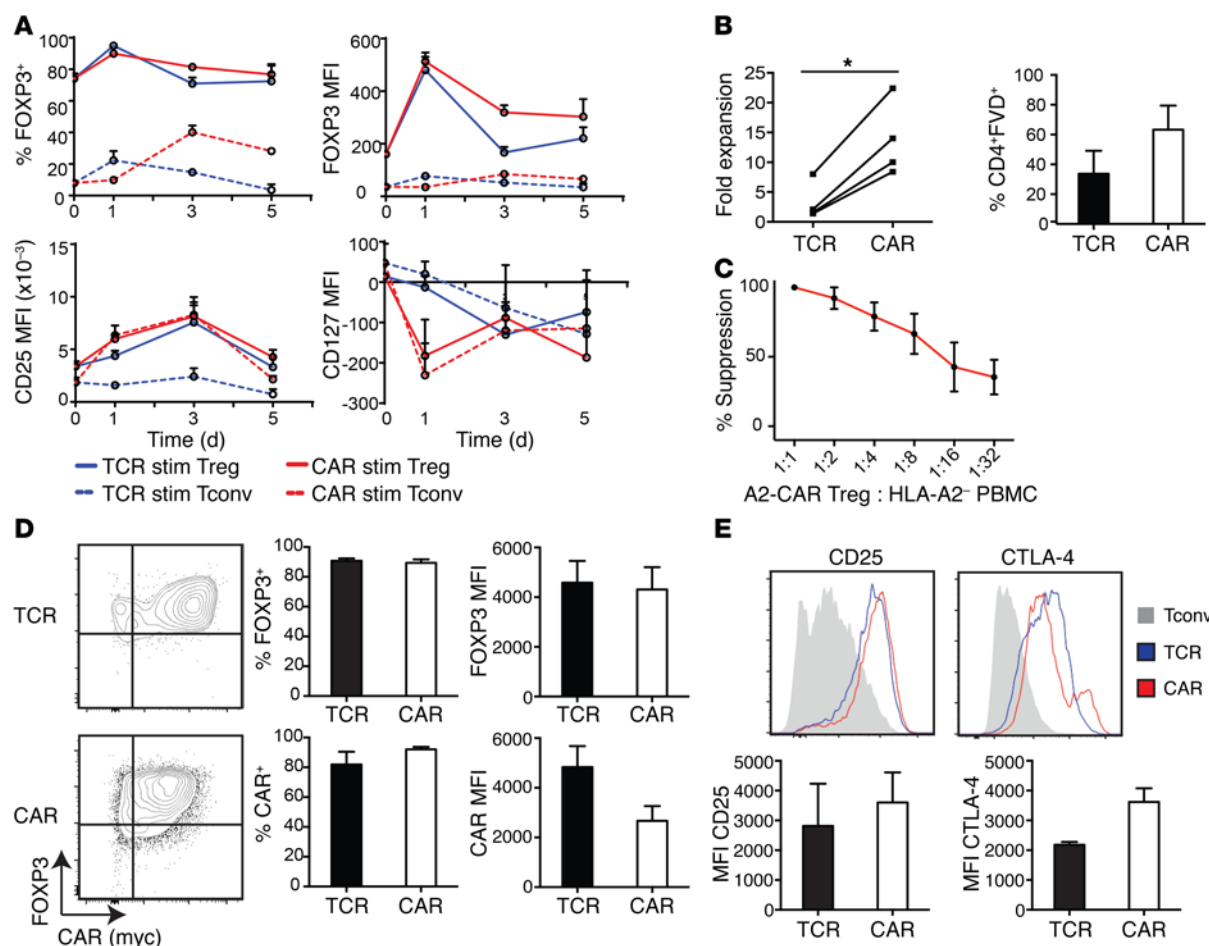 A
% FOXP3+
100
80
60
40
20
0
0 1 3 5
FOXP3 MFI
600
400
200
0
0 1 3 5
CD25 MFI (x10⁻³)
15
10
5
0
0 1 3 5
Time (d)
CD127 MFI
100
0
-100
-200
-300
0 1 3 5
Time (d)
TCR stim Treg
CAR stim Treg
TCR stim Tconv
CAR stim Tconv
B
*
Fold expansion
25
20
15
10
5
0
TCR CAR
% CD4⁺FVD⁺
100
80
60
40
20
0
TCR CAR
C
% Suppression
100
50
0
1:1 1:2 1:4 1:8 1:16 1:32
A2-CAR Treg : HLA-A2⁻ PBMC
D
TCR
CAR
FOXP3
CAR (myc)
% FOXP3⁺
100
80
60
40
20
0
TCR CAR
FOXP3 MFI
6000
4000
2000
0
TCR CAR
% CAR⁺
100
80
60
40
20
0
TCR CAR
CAR MFI
6000
4000
2000
0
TCR CAR
E
CD25
CTLA-4
Tconv
TCR
CAR
MFI CD25
5000
4000
3000
2000
1000
0
TCR CAR
MFI CTLA-4
5000
4000
3000
2000
1000
0
TCR CAR